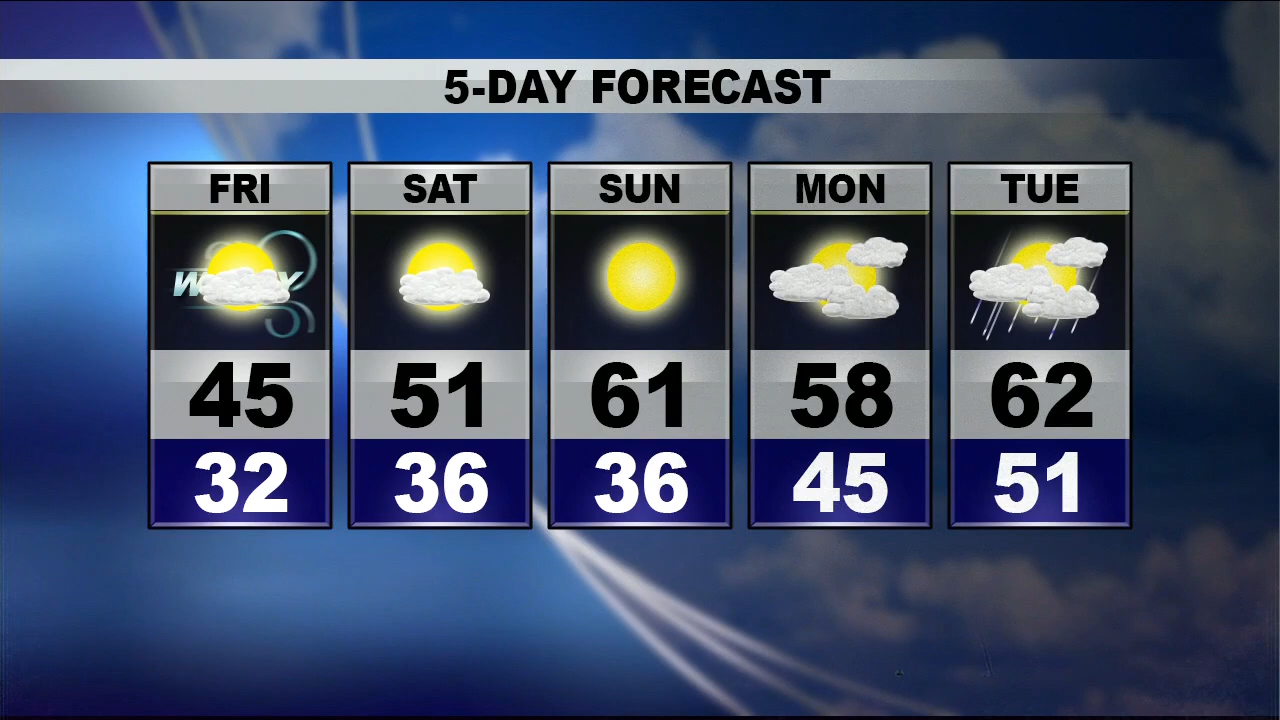 5-DAY FORECAST
FRI SAT SUN MON TUE
45 51 61 58 62
32 36 36 45 51